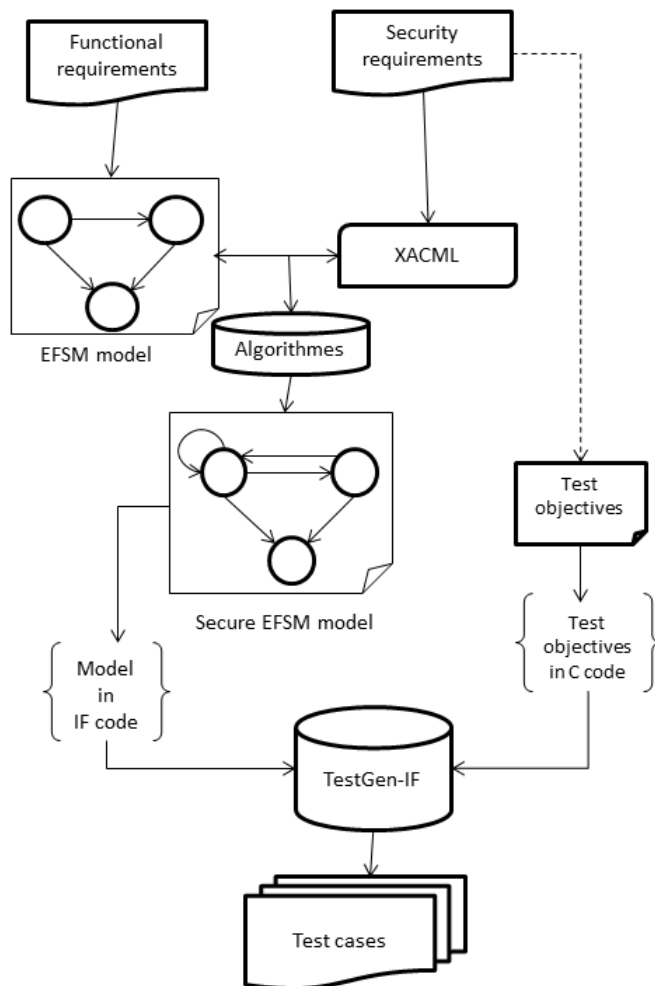 Functional
requirements
Security
requirements
XACML
EFSM model
Algorithmes
Test
objectives
Secure EFSM model
Test
objectives
in C code
Model
in
IF code
TestGen-IF
Test cases